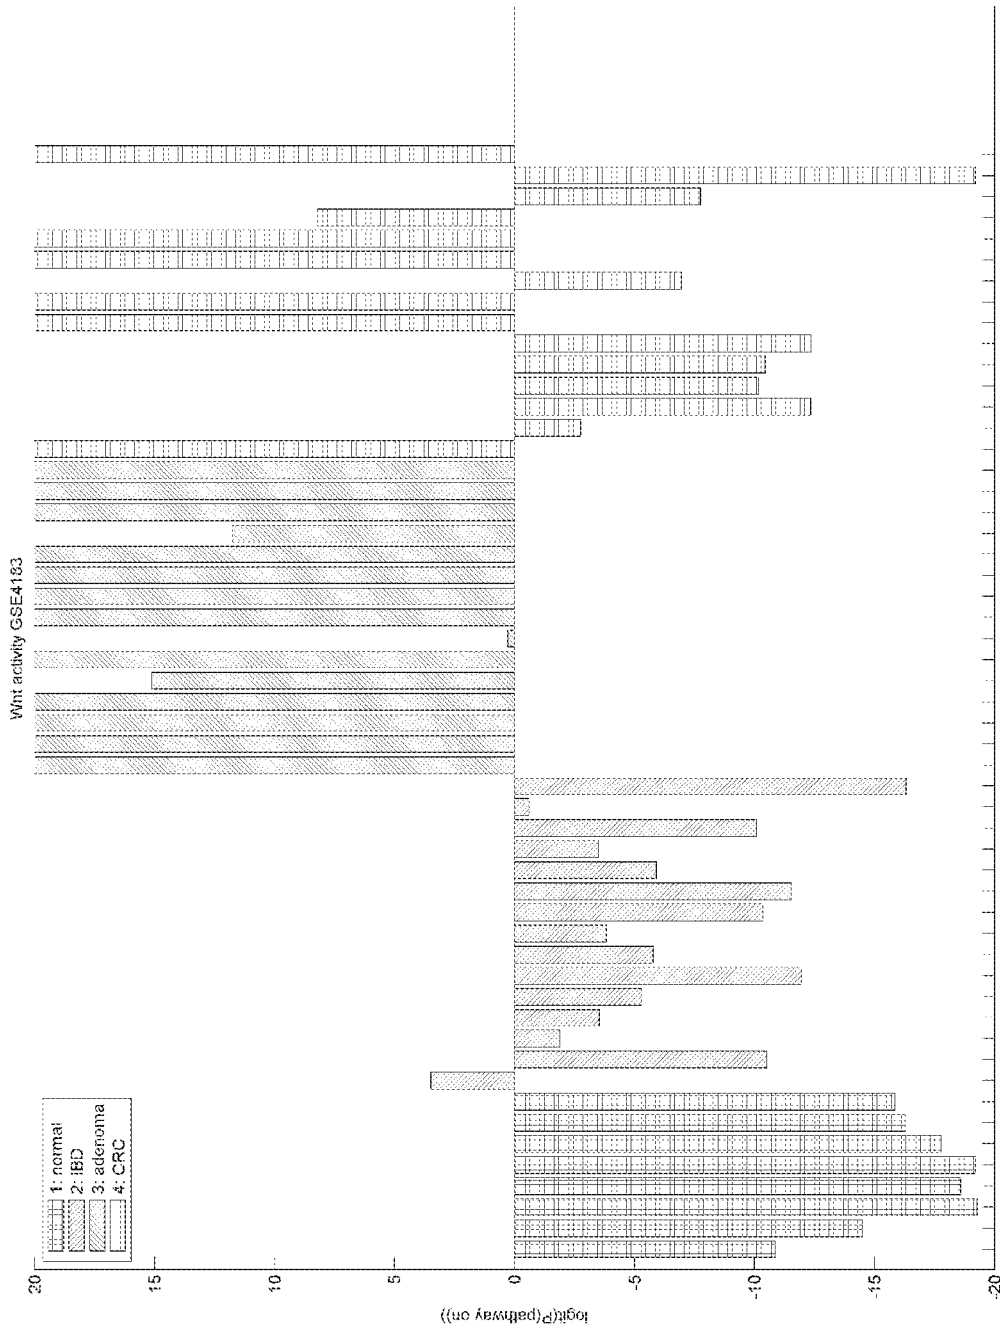 Wnt activity GSE4183
1: normal
2: IBD
3: adenoma
4: CRC
20
15
10
5
0
-5
-10
-15
-20
logit(P(pathway on))